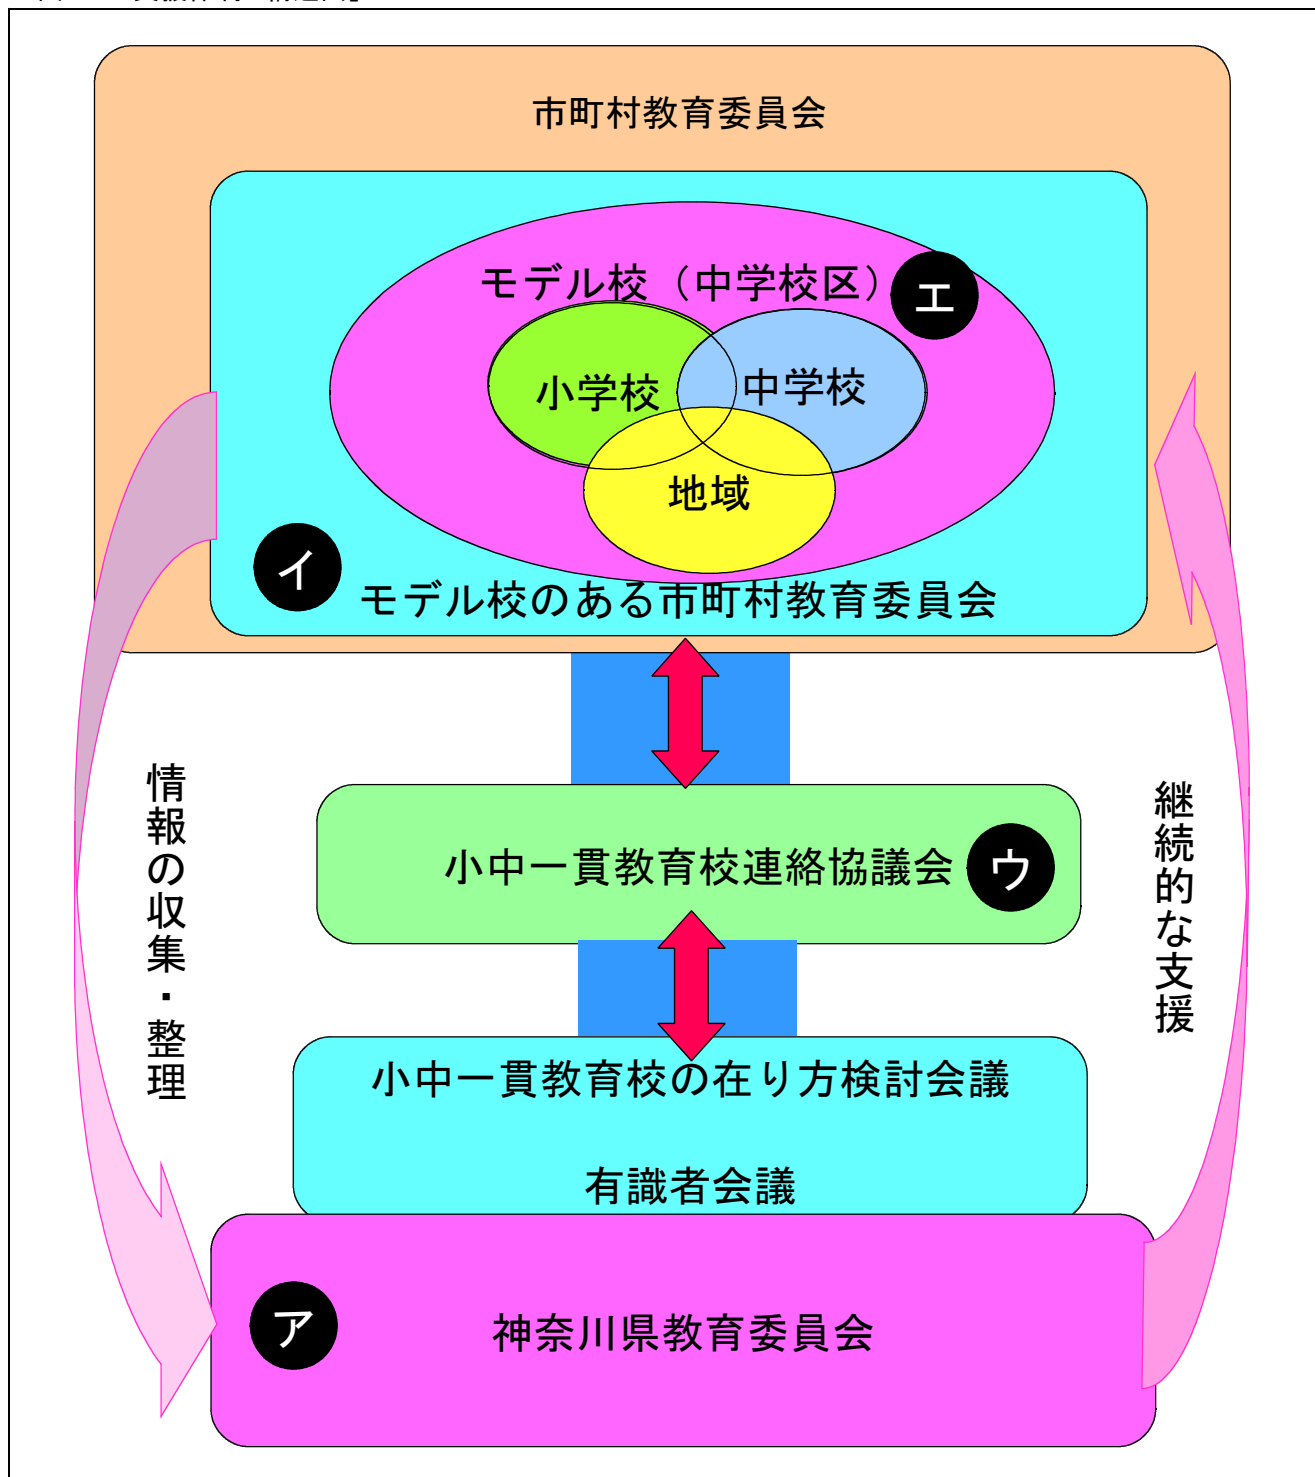 市町村教育委員会
モデル校（中学校区）
エ
小学校
中学校
地域
イ
モデル校のある市町村教育委員会
情報の収集・整理
継続的な支援
小中一貫教育校連絡協議会
ウ
小中一貫教育校の在り方検討会議
有識者会議
ア
神奈川県教育委員会